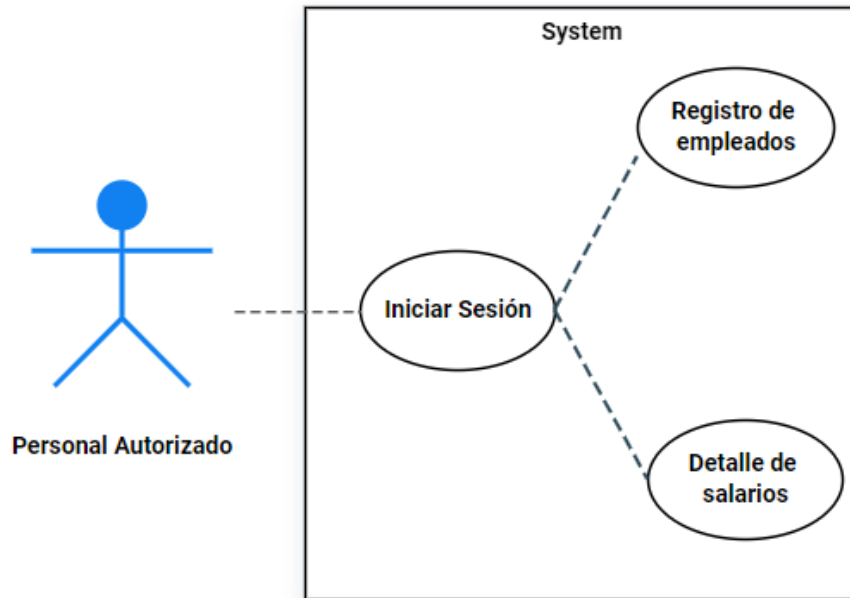 System
Registro de
empleados
Iniciar Sesión
Personal Autorizado
Detalle de
salarios